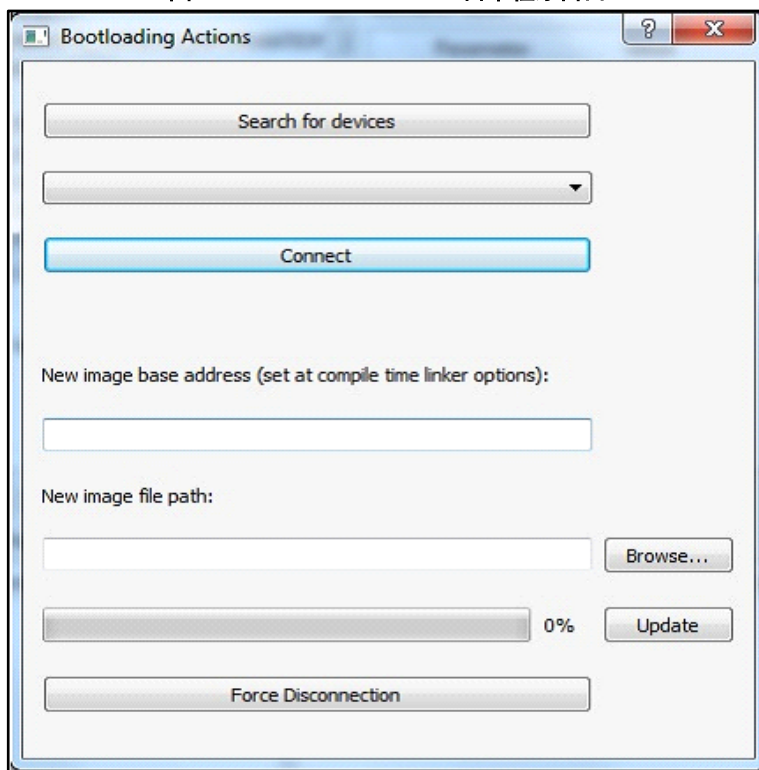 Bootloading Actions
?
X
Search for devices
Connect
New image base address (set at compile time linker options):
New image file path:
Browse...
0%
Update
Force Disconnection